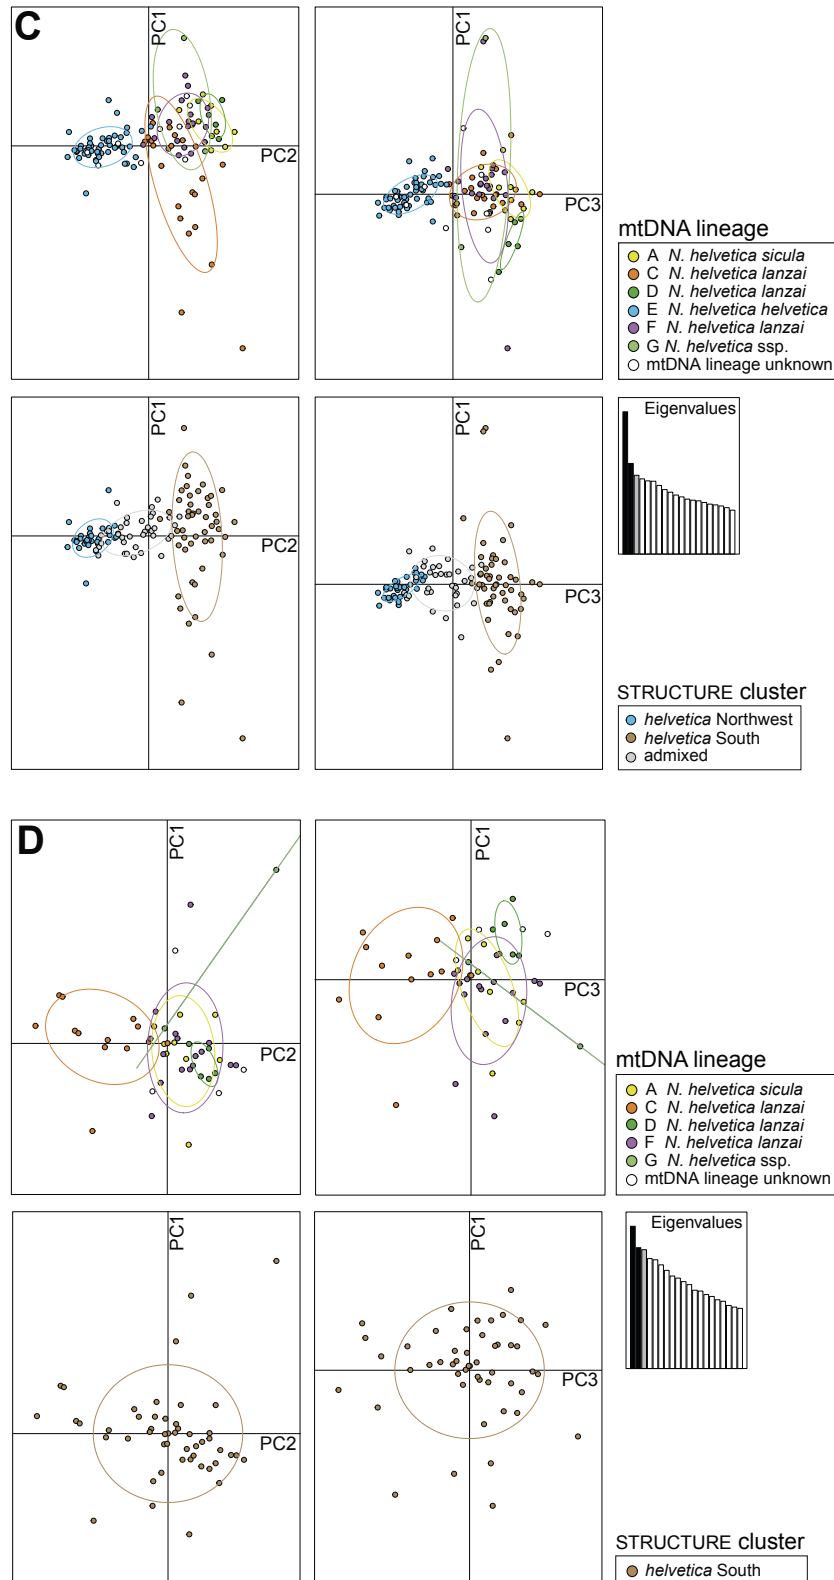 C
PC1
PC2
PC1
PC3
mtDNA lineage
A N. helvetica sicula
C N. helvetica lanzai
D N. helvetica lanzai
E N. helvetica helvetica
F N. helvetica lanzai
G N. helvetica ssp.
mtDNA lineage unknown
PC1
PC2
PC1
PC3
Eigenvalues
STRUCTURE cluster
helvetica Northwest
helvetica South
admixed
D
PC1
PC2
PC1
PC3
mtDNA lineage
A N. helvetica sicula
C N. helvetica lanzai
D N. helvetica lanzai
F N. helvetica lanzai
G N. helvetica ssp.
mtDNA lineage unknown
PC1
PC2
PC1
PC3
Eigenvalues
STRUCTURE cluster
helvetica South